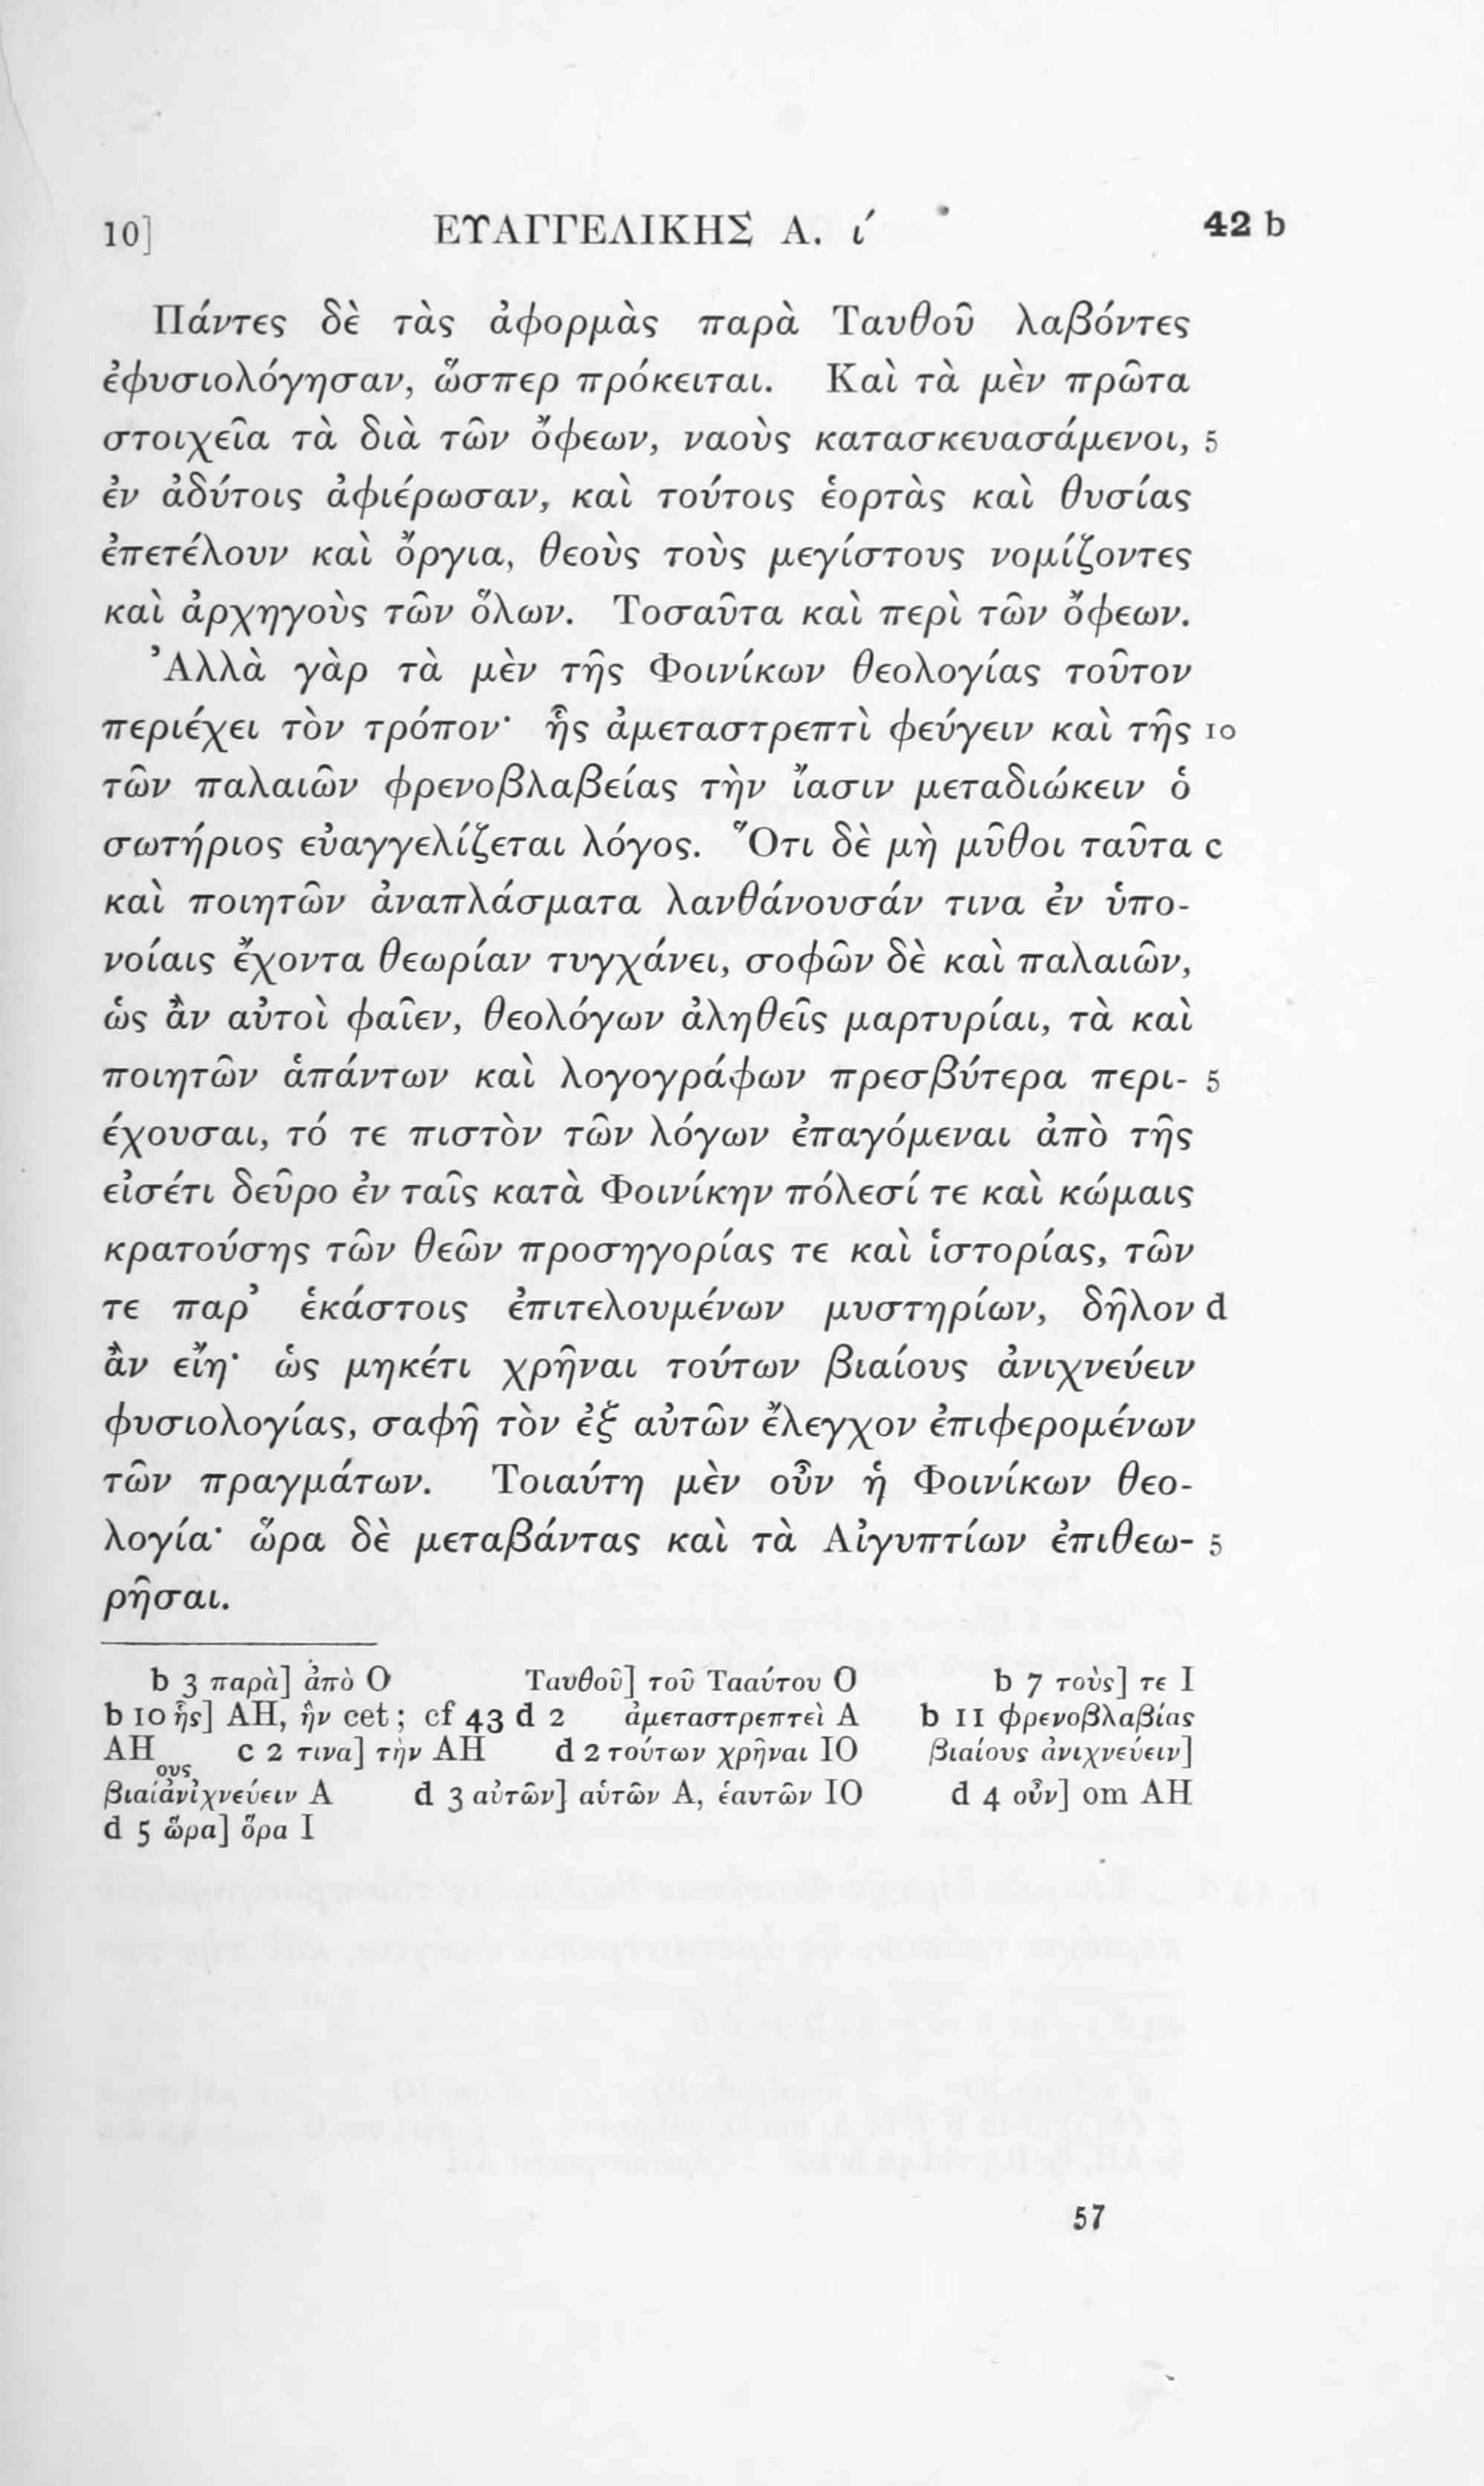 10] ΕΥΑΓΓΕΛΙΚΗΣ Α. ι′ 42 b
Πάντες δὲ τὰς ἀφορμὰς παρὰ Ταυθοῦ λαβόντες
ἐφυσιολόγησαν, ὥσπερ πρόκειται. Καὶ τὰ μὲν πρῶτα
στοιχεῖα τὰ διὰ τῶν ὄφεων, ναοὺς κατασκευασάμενοι, 5
ἐν ἀδύτοις ἀφιέρωσαν, καὶ τούτοις ἑορτὰς καὶ θυσίας
ἐπετέλουν καὶ ὄργια, θεοὺς τοὺς μεγίστους νομίζοντες
καὶ ἀρχηγοὺς τῶν ὅλων. Τοσαῦτα καὶ περὶ τῶν ὄφεων.
Ἀλλὰ γὰρ τὰ μὲν τῆς Φοινίκων θεολογίας τοῦτον
περιέχει τὸν τρόπον· ἧς ἀμεταστρεπτὶ φεύγειν καὶ τῆς 10
τῶν παλαιῶν φρενοβλαβείας τὴν ἴασιν μεταδιώκειν ὁ
σωτήριος εὐαγγελίζεται λόγος. Ὅτι δὲ μὴ μῦθοι ταῦτα c
καὶ ποιητῶν ἀναπλάσματα λανθάνουσάν τινα ἐν ὑπο-
νοίαις ἔχοντα θεωρίαν τυγχάνει, σοφῶν δὲ καὶ παλαιῶν,
ὡς ἂν αὐτοὶ φαῖεν, θεολόγων ἀληθεῖς μαρτυρίαι, τὰ καὶ
ποιητῶν ἁπάντων καὶ λογογράφων πρεσβύτερα περι- 5
έχουσαι, τό τε πιστὸν τῶν λόγων ἐπαγόμεναι ἀπὸ τῆς
εἰσέτι δεῦρο ἐν ταῖς κατὰ Φοινίκην πόλεσί τε καὶ κώμαις
κρατούσης τῶν θεῶν προσηγορίας τε καὶ ἱστορίας, τῶν
τε παρ’ ἑκάστοις ἐπιτελουμένων μυστηρίων, δῆλον d
ἂν εἴη· ὡς μηκέτι χρῆναι τούτων βιαίους ἀνιχνεύειν
φυσιολογίας, σαφῆ τὸν ἐξ αὐτῶν ἔλεγχον ἐπιφερομένων
τῶν πραγμάτων. Τοιαύτη μὲν οὖν ἡ Φοινίκων θεο-
λογία· ὥρα δὲ μεταβάντας καὶ τὰ Αἰγυπτίων ἐπιθεω- 5
ρῆσαι.
b 3 παρὰ] ἀπὸ O Ταυθοῦ] τοῦ Τααύτου O b 7 τοὺς] τε I
b 10 ἧς] AH, ἣν cet; cf 43 d 2 ἀμεταστρεπτεὶ A b 11 φρενοβλαβίας
AH c 2 τινα] τὴν AH d 2 τούτων χρῆναι IO βιαίους ἀνιχνεύειν]
ους
βιαίἀνιχνεύειν A d 3 αὐτῶν] αὑτῶν A, ἑαυτῶν IO d 4 οὖν] om AH
d 5 ὥρα] ὅρα I
57